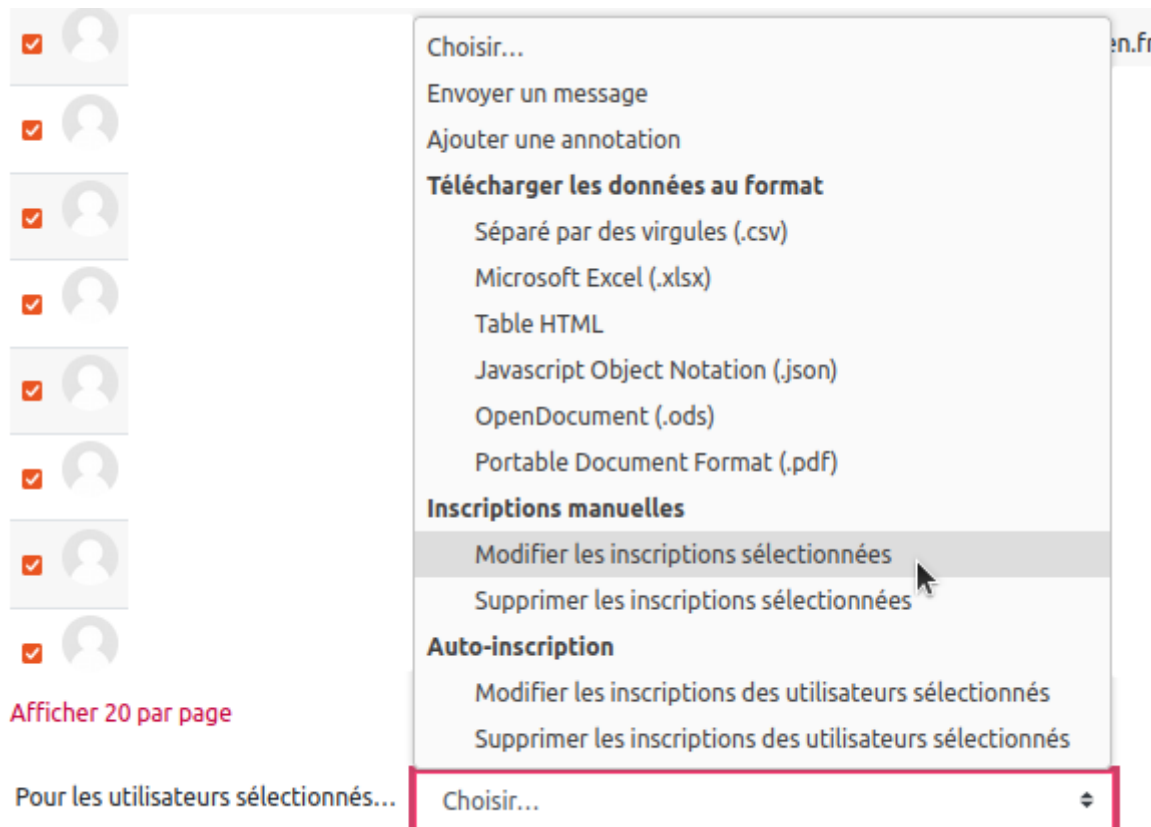 Choisir...
en.fr
Envoyer un message
Ajouter une annotation
Télécharger les données au format
Séparé par des virgules (.csv)
Microsoft Excel (.xlsx)
Table HTML
Javascript Object Notation (.json)
OpenDocument (.ods)
Portable Document Format (.pdf)
Inscriptions manuelles
Modifier les inscriptions sélectionnées
Supprimer les inscriptions sélectionnées
Auto-inscription
Modifier les inscriptions des utilisateurs sélectionnés
Afficher 20 par page
Supprimer les inscriptions des utilisateurs sélectionnés
Pour les utilisateurs sélectionnés... Choisir...